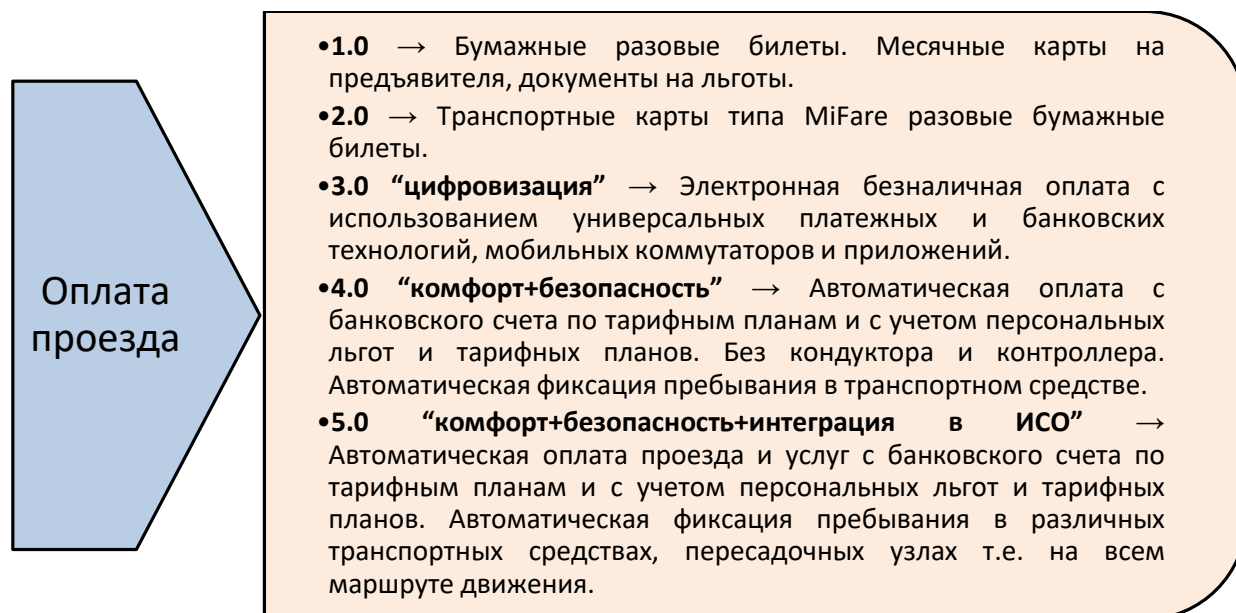 Оплата
проезда
•1.0 → Бумажные разовые билеты. Месячные карты на
предъявителя, документы на льготы.
•2.0 → Транспортные карты типа MiFare разовые бумажные
билеты.
•3.0 “цифровизация” → Электронная безналичная оплата с
использованием универсальных платежных и банковских
технологий, мобильных коммутаторов и приложений.
•4.0 “комфорт+безопасность” → Автоматическая оплата с
банковского счета по тарифным планам и с учетом персональных
льгот и тарифных планов. Без кондуктора и контроллера.
Автоматическая фиксация пребывания в транспортном средстве.
•5.0 “комфорт+безопасность+интеграция в ИСО” →
Автоматическая оплата проезда и услуг с банковского счета по
тарифным планам и с учетом персональных льгот и тарифных
планов. Автоматическая фиксация пребывания в различных
транспортных средствах, пересадочных узлах т.е. на всем
маршруте движения.